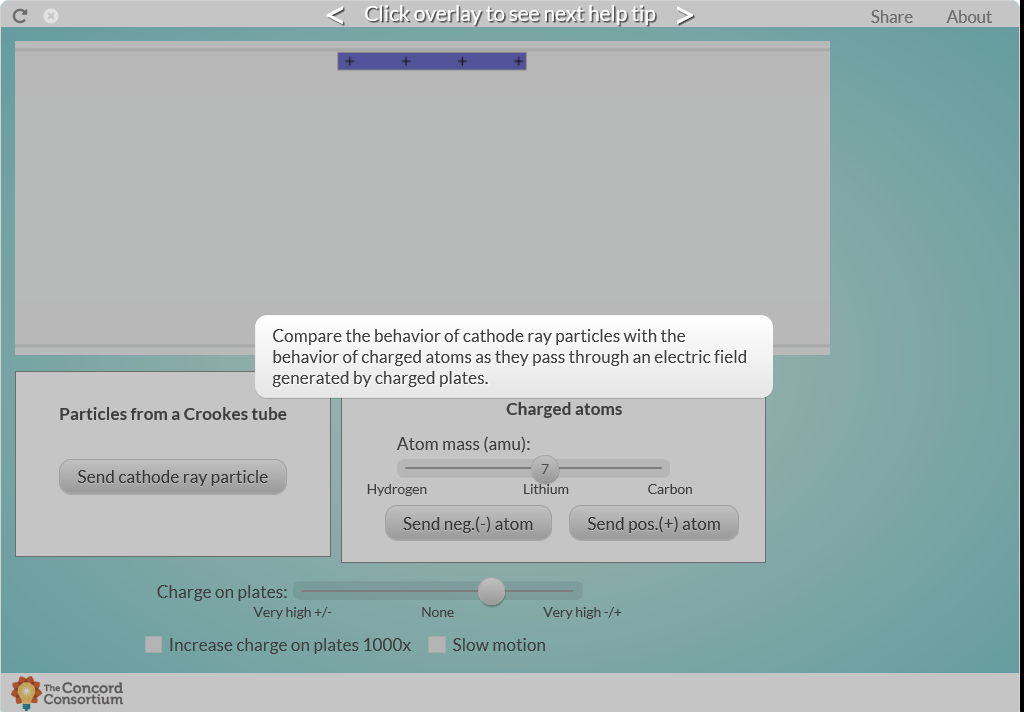 < Click overlay to see next help tip >
Share About
+ + + +
Compare the behavior of cathode ray particles with the
behavior of charged atoms as they pass through an electric field
generated by charged plates.
Particles from a Crookes tube
Send cathode ray particle
Charged atoms
Atom mass (amu):
7
Hydrogen Lithium Carbon
Send neg.(-) atom Send pos.(+) atom
Charge on plates:
Very high +/- None Very high -/+
Increase charge on plates 1000x Slow motion
The Concord
Consortium